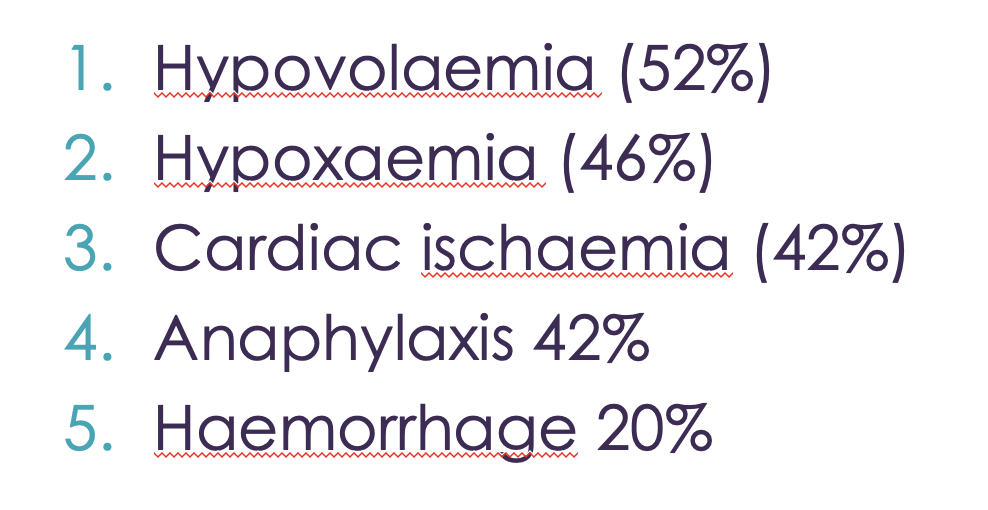 1. Hypovolaemia (52%)
2. Hypoxaemia (46%)
3. Cardiac ischaemia (42%)
4. Anaphylaxis 42%
5. Haemorrhage 20%